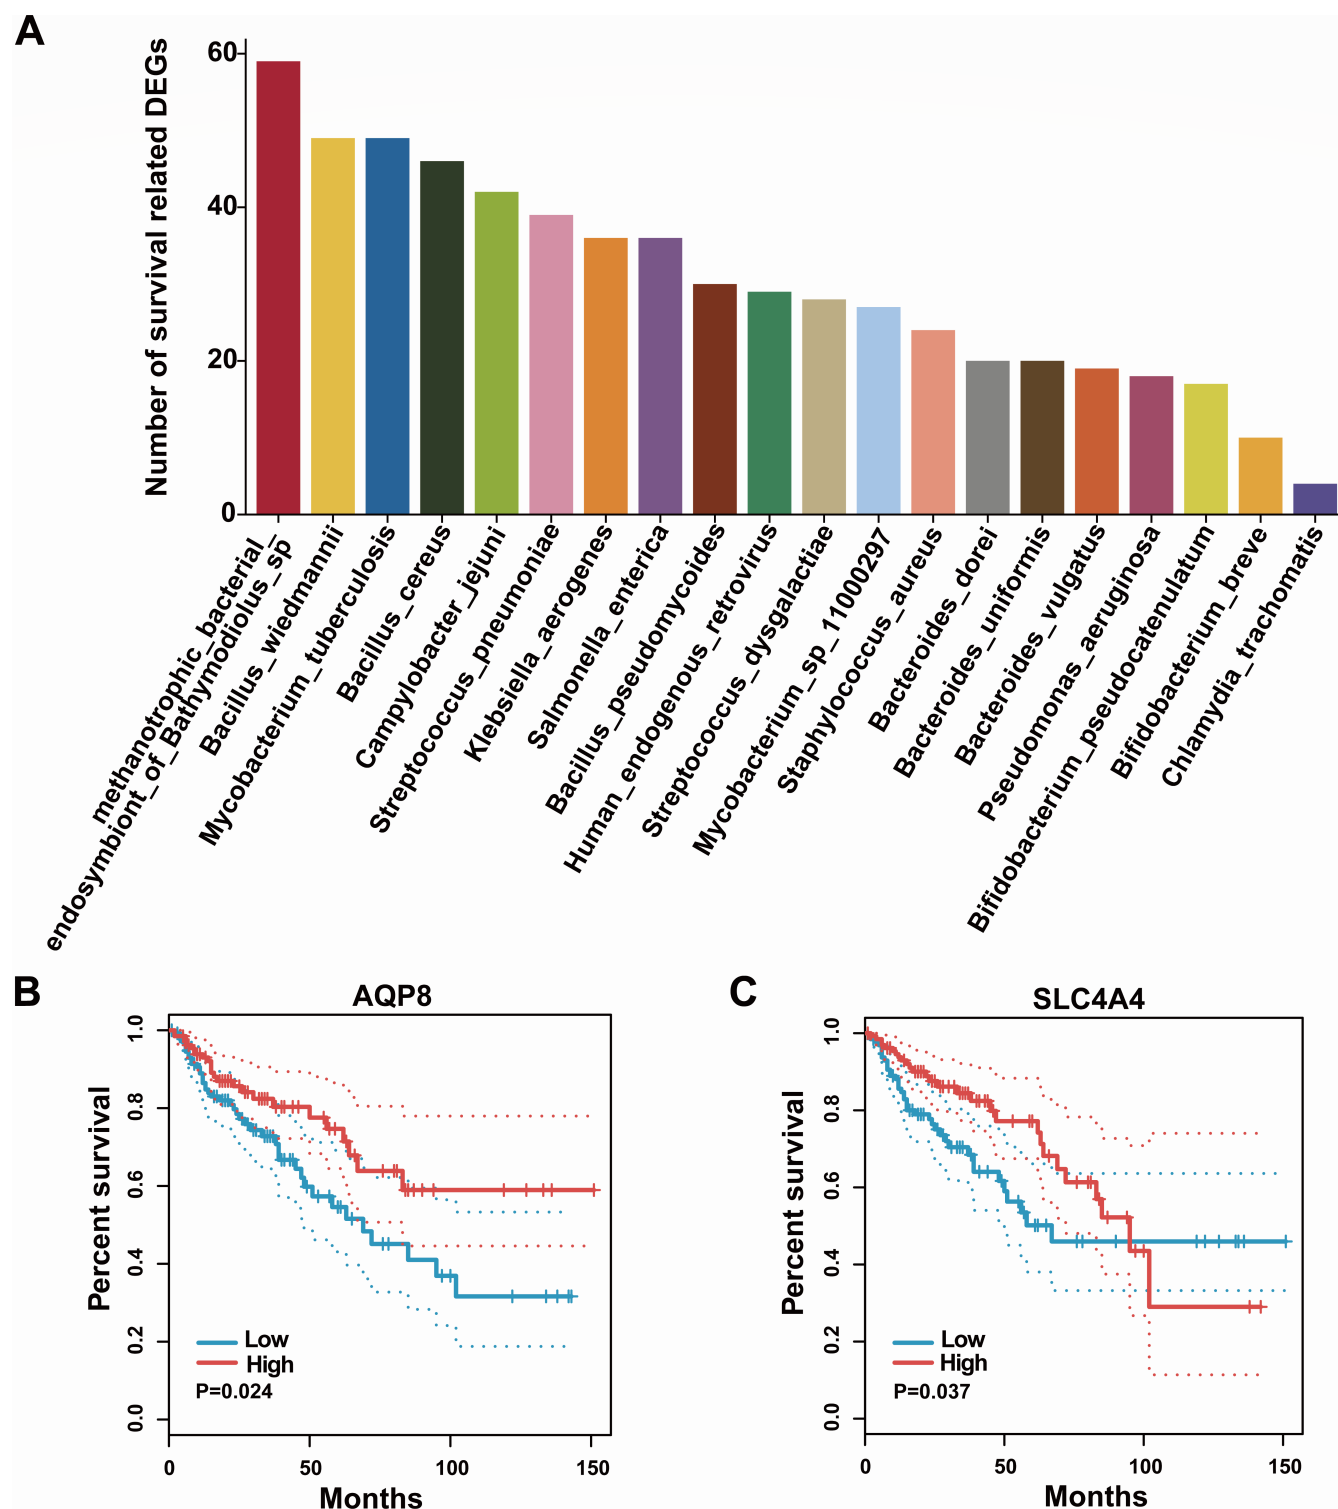 A
Number of survival related DEGs
60
40
20
0
methanotrophic_bacterial_
endosymbiont_of_Bathymodiolus_sp
Bacillus_wiedmannii
Mycobacterium_tuberculosis
Bacillus_cereus
Campylobacter_jejuni
Streptococcus_pneumoniae
Klebsiella_aerogenes
Salmonella_enterica
Bacillus_pseudomycoides
Human_endogenous_retrovirus
Streptococcus_dysgalactiae
Mycobacterium_sp_11000297
Staphylococcus_aureus
Bacteroides_dorei
Bacteroides_uniformis
Bacteroides_vulgatus
Pseudomonas_aeruginosa
Bifidobacterium_pseudocatenulatum
Bifidobacterium_breve
Chlamydia_trachomatis
B
AQP8
Percent survival
1.0
0.8
0.6
0.4
0.2
0.0
Low
High
P=0.024
0 50 100 150
Months
C
SLC4A4
Percent survival
1.0
0.8
0.6
0.4
0.2
0.0
Low
High
P=0.037
0 50 100 150
Months